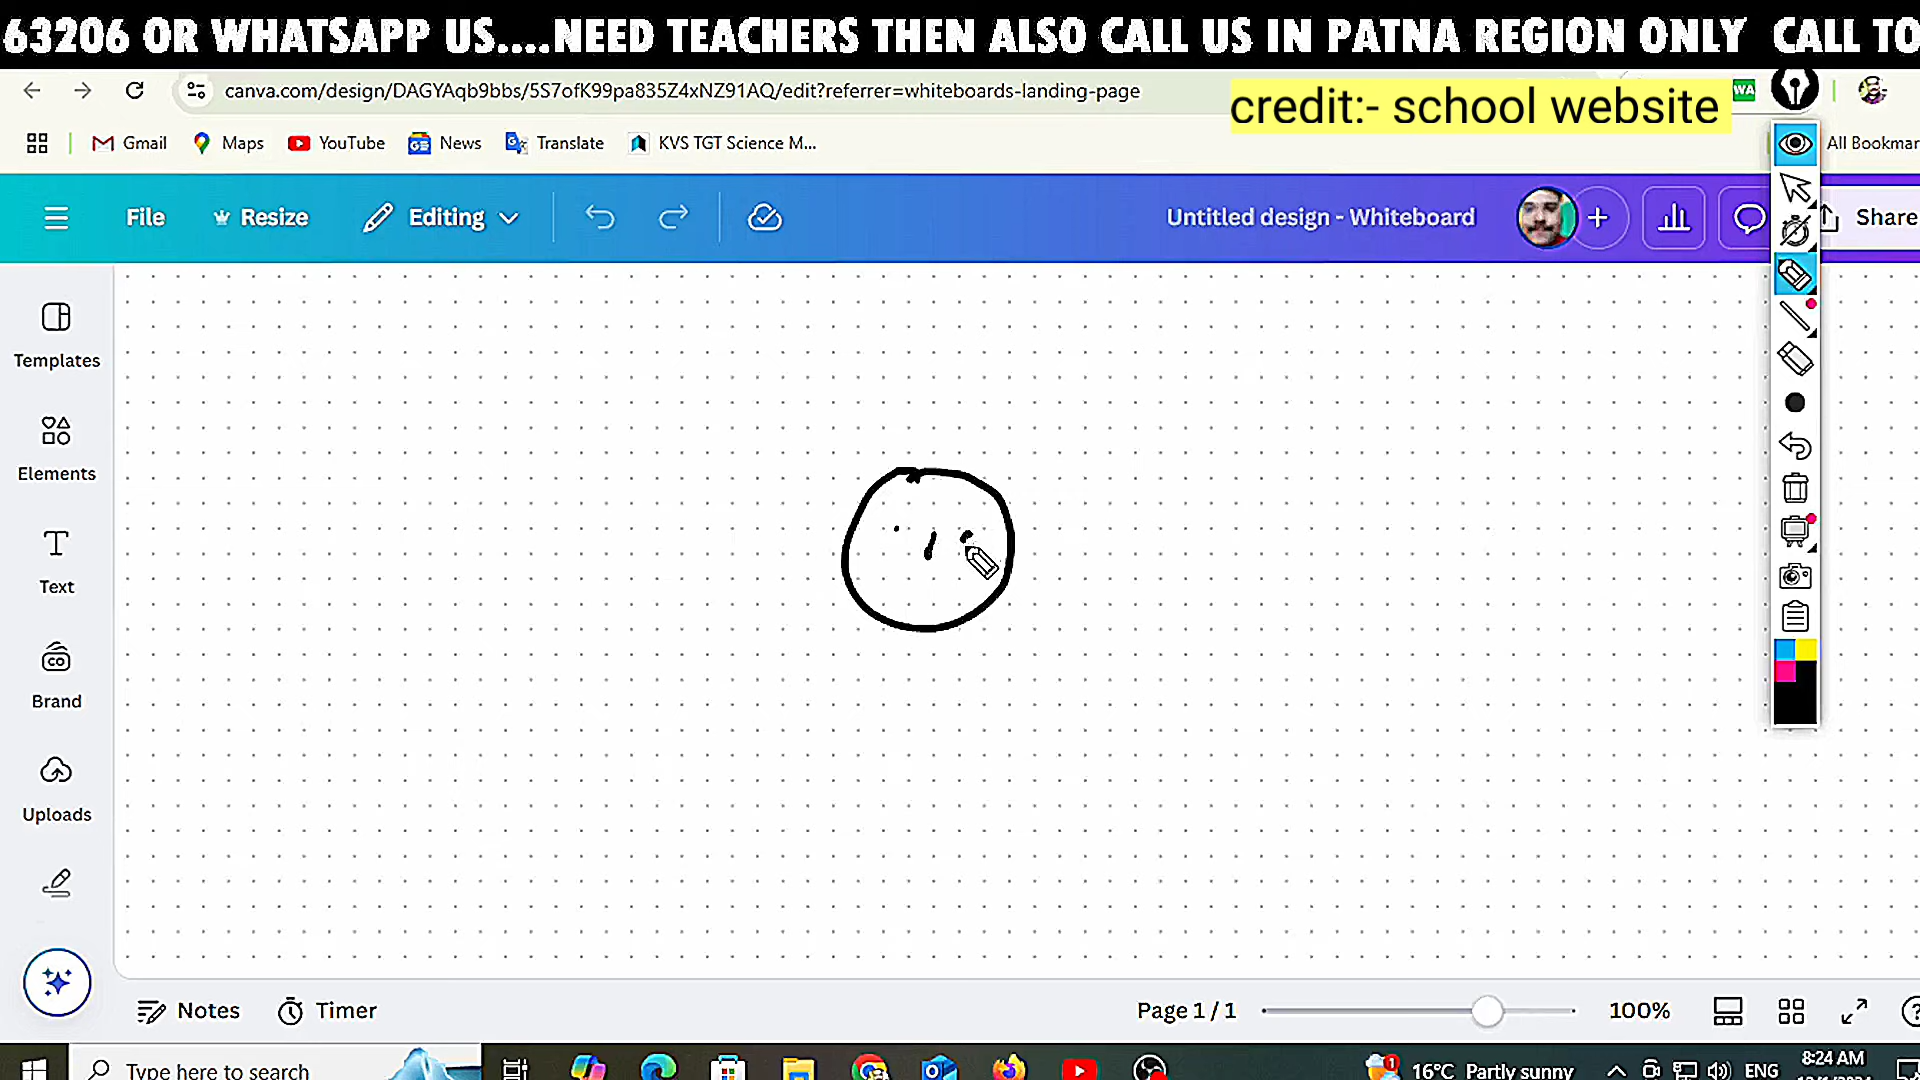 63206 OR WHATSAPP US....NEED TEACHERS THEN ALSO CALL US IN PATNA REGION ONLY CALL TO
canva.com/design/DAGYAqb9bbs/5S7ofK99pa835Z4xNZ91AQ/edit?referrer=whiteboards-landing-page
credit:- school website
WA
Gmail
Maps
YouTube
News
Translate
KVS TGT Science M...
All Bookmar
File
Resize
Editing
Untitled design - Whiteboard
Share
Templates
Elements
Text
CO
Brand
Uploads
Notes
Timer
Page 1 / 1
100%
Type here to search
1
16°C Partly sunny
ENG
8:24 AM